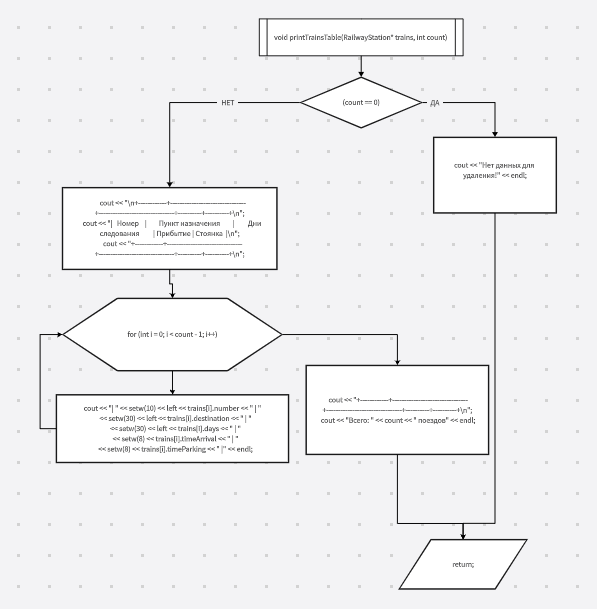 void printTrainsTable(RailwayStation* trains, int count)
(count == 0)
НЕТ
ДА
cout << "Нет данных для
удаления!" << endl;
cout << "\n+------------+--------------------------------
+--------------------------------+----------+----------+\n";
cout << "| Номер | Пункт назначения | Дни
следования | Прибытие | Стоянка |\n";
cout << "+------------+--------------------------------
+--------------------------------+----------+----------+\n";
for (int i = 0; i < count - 1; i++)
cout << "| " << setw(10) << left << trains[i].number << " | "
<< setw(30) << left << trains[i].destination << " | "
<< setw(30) << left << trains[i].days << " | "
<< setw(8) << trains[i].timeArrival << " | "
<< setw(8) << trains[i].timeParking << " |" << endl;
cout << "+------------+--------------------------------
+--------------------------------+----------+----------+\n";
cout << "Всего: " << count << " поездов" << endl;
return;